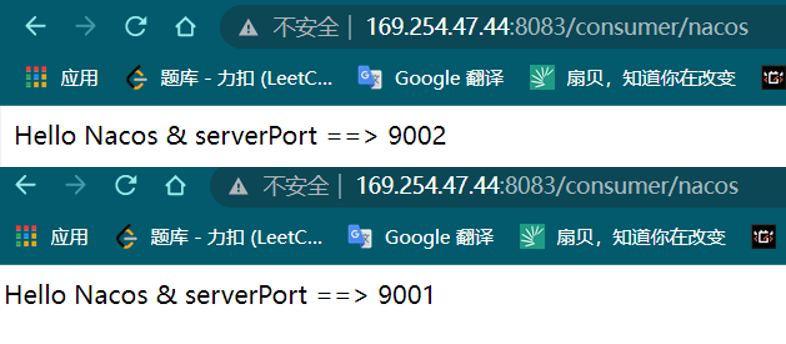 不安全 | 169.254.47.44:8083/consumer/nacos
应用 题库 - 力扣 (LeetC... Google 翻译 扇贝，知道你在改变
Hello Nacos & serverPort ==> 9002
不安全 | 169.254.47.44:8083/consumer/nacos
应用 题库 - 力扣 (LeetC... Google 翻译 扇贝，知道你在改变
Hello Nacos & serverPort ==> 9001